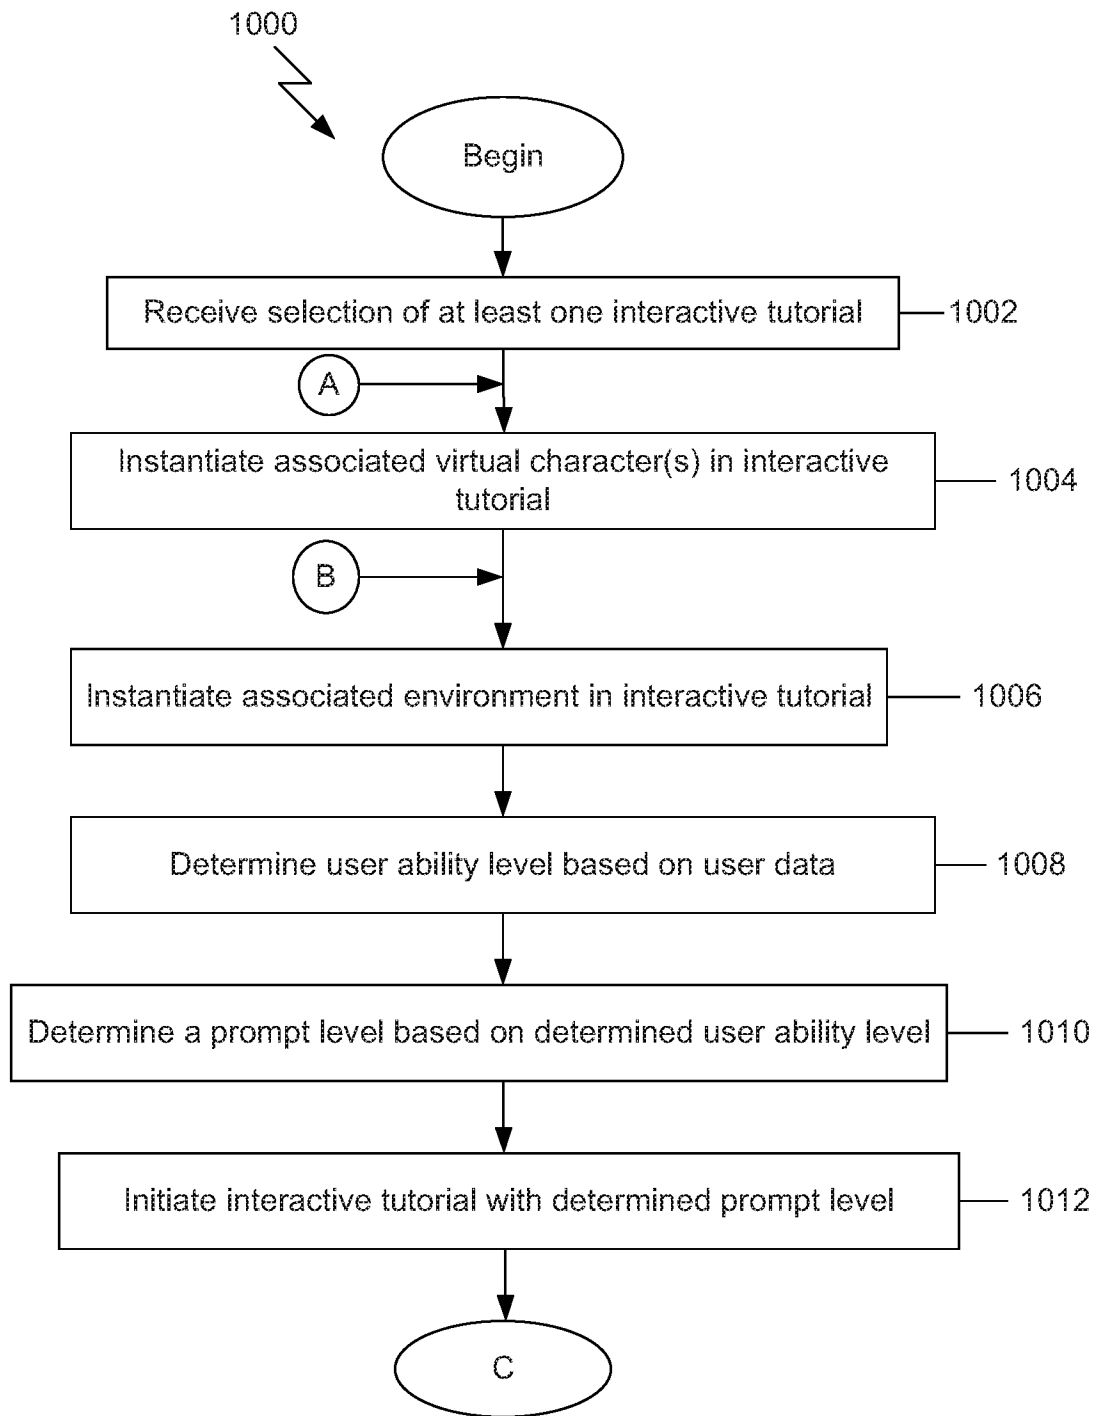 1000
Begin
Receive selection of at least one interactive tutorial
1002
A
Instantiate associated virtual character(s) in interactive
tutorial
1004
B
Instantiate associated environment in interactive tutorial
1006
Determine user ability level based on user data
1008
Determine a prompt level based on determined user ability level
1010
Initiate interactive tutorial with determined prompt level
1012
C